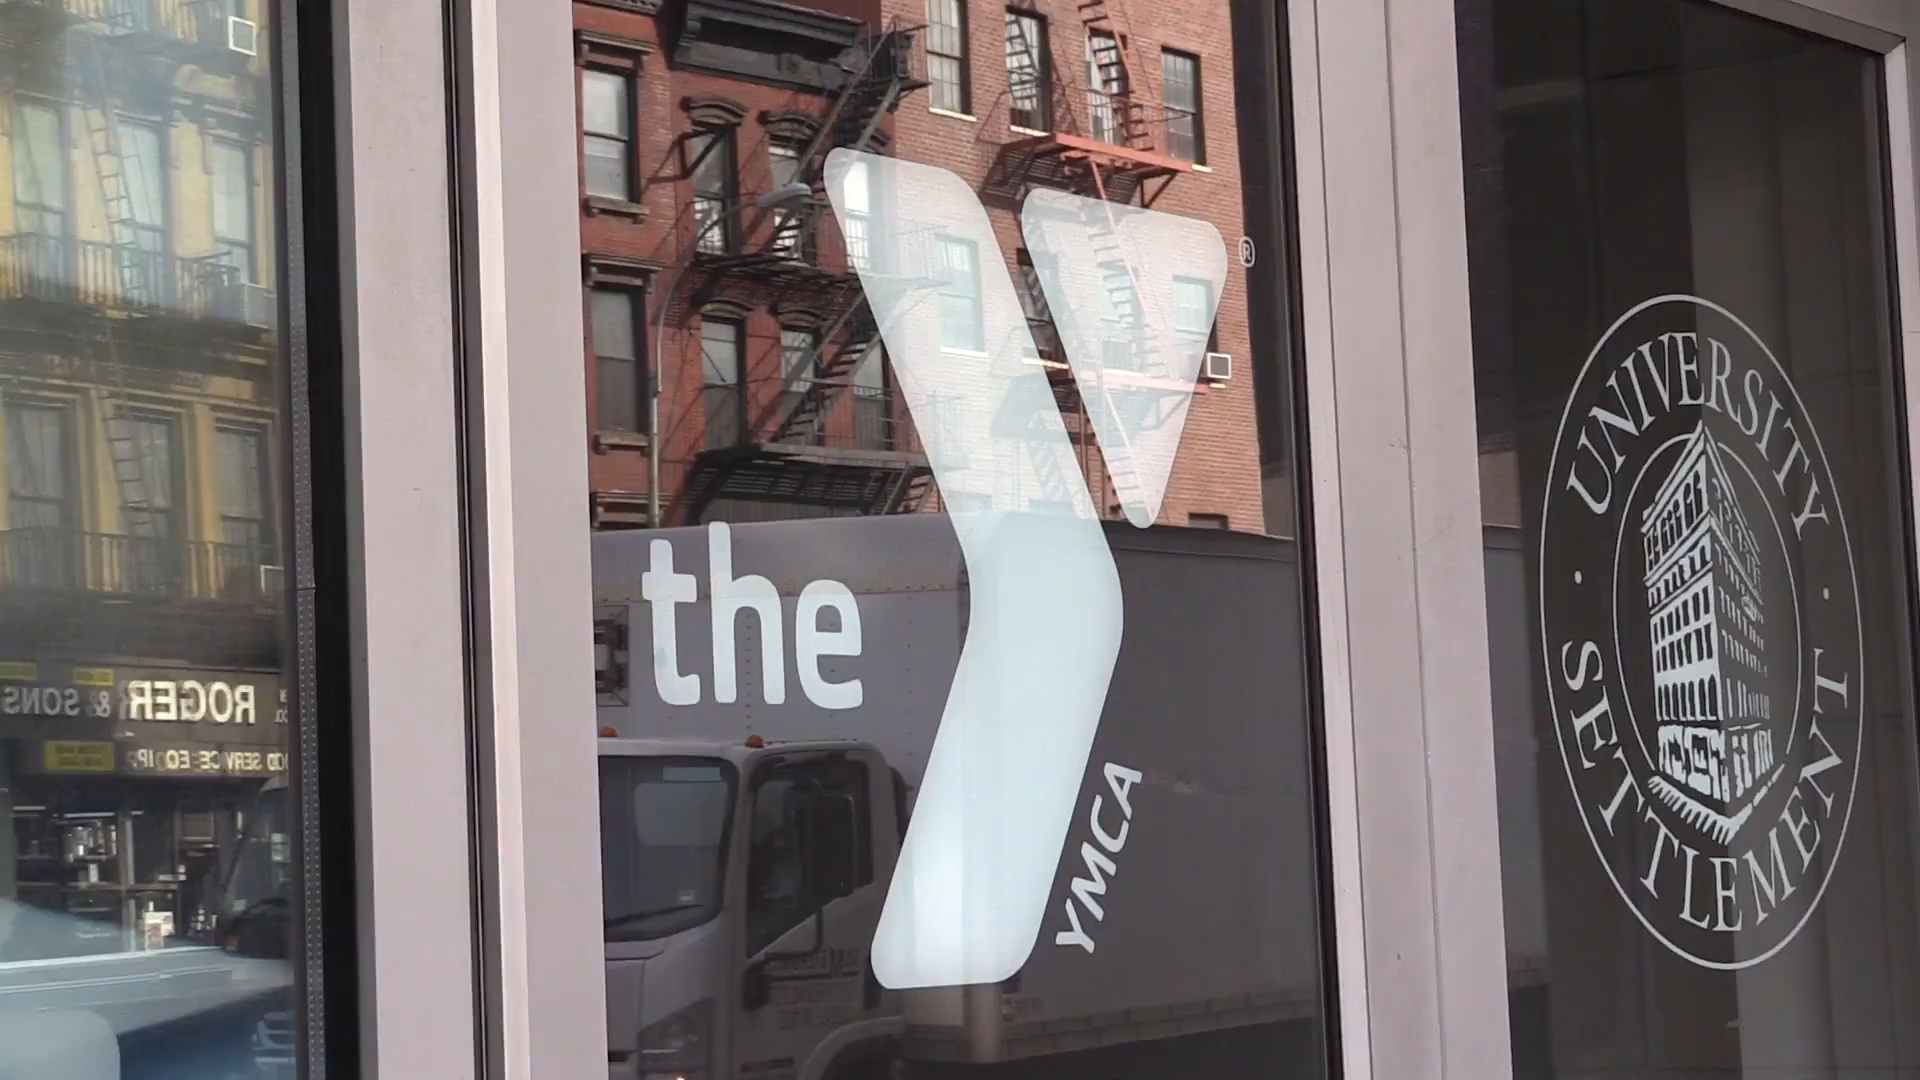 ROGER & SONS
the
YMCA
®
UNIVERSITY
SETTLEMENT